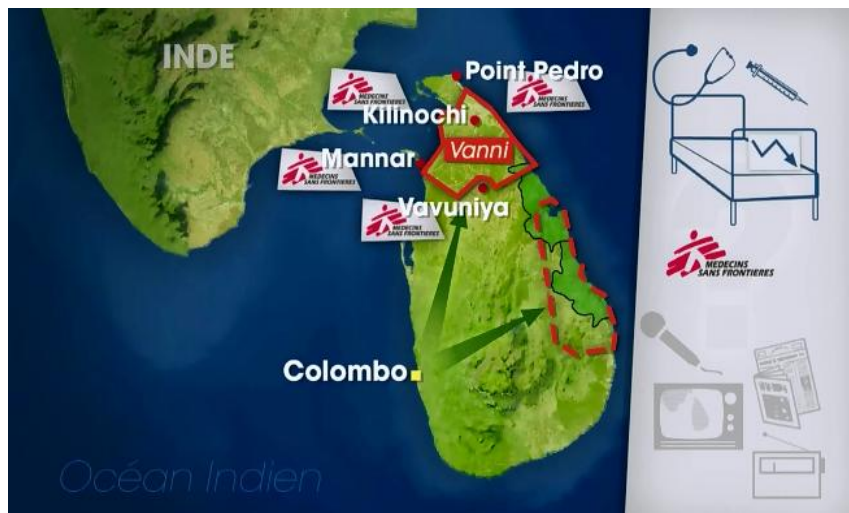 INDE
Point Pedro
MEDECINS
SANS FRONTIERES
MEDECINS
SANS FRONTIERES
Kilinochi
Vanni
Mannar
MEDECINS
SANS FRONTIERES
Vavuniya
MEDECINS
SANS FRONTIERES
MEDECINS
SANS FRONTIERES
Colombo
Océan Indien